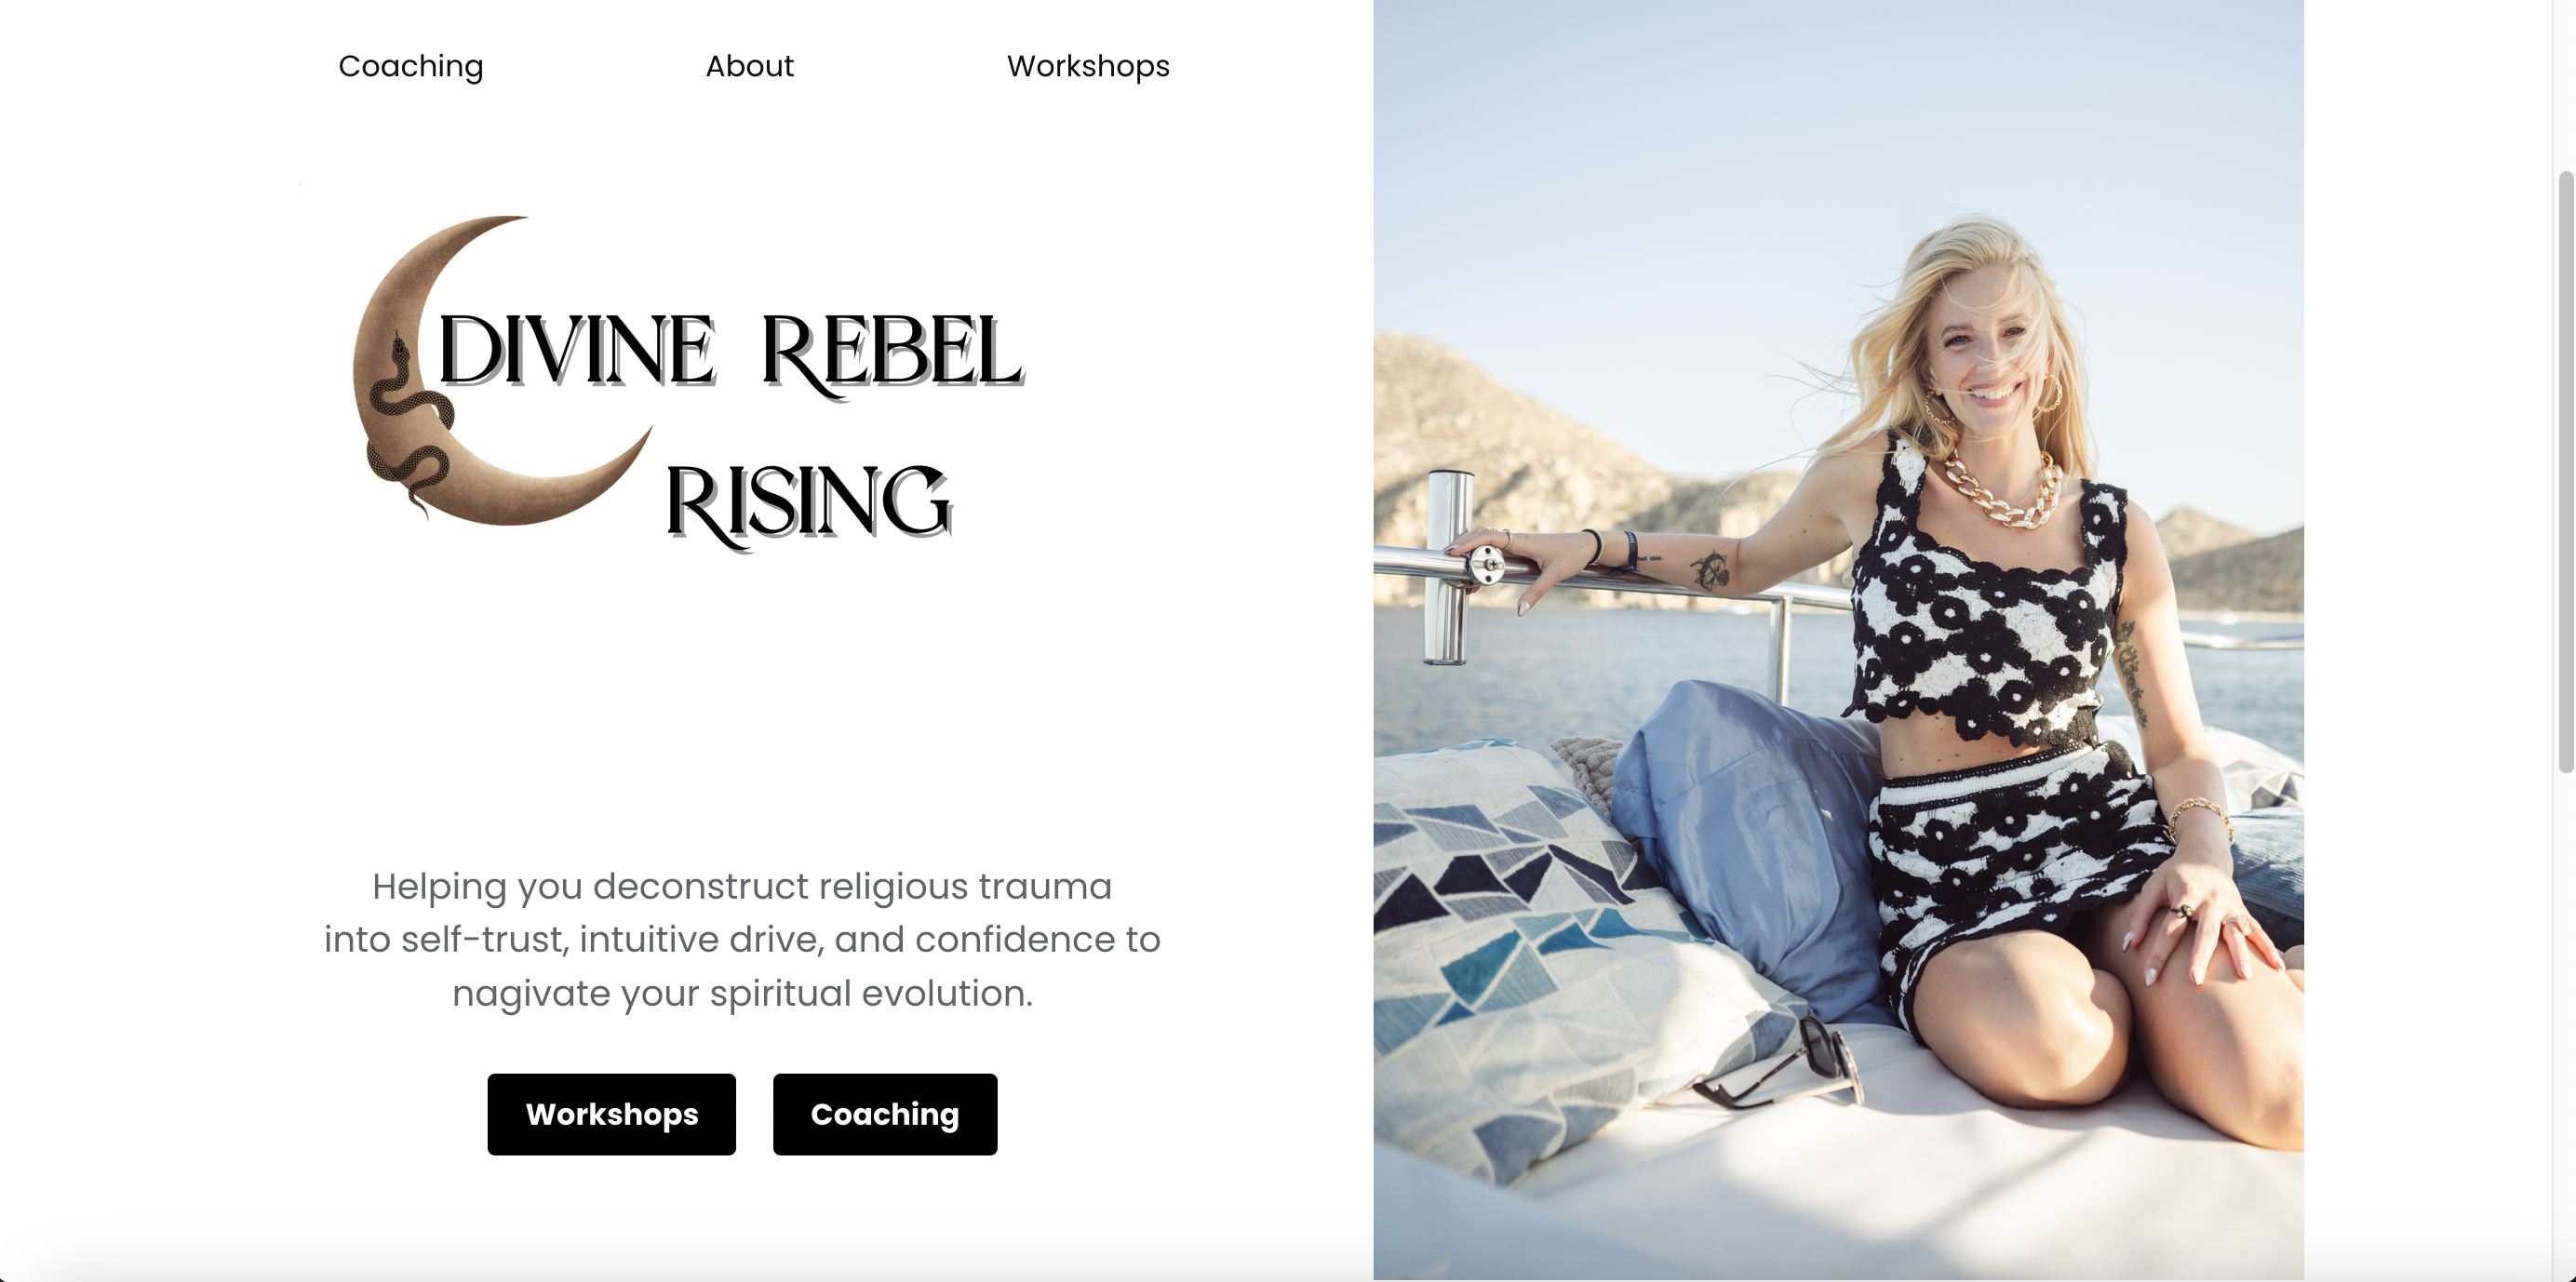 Coaching About Workshops
DIVINE REBEL
RISING
Helping you deconstruct religious trauma
into self-trust, intuitive drive, and confidence to
nagivate your spiritual evolution.
Workshops Coaching